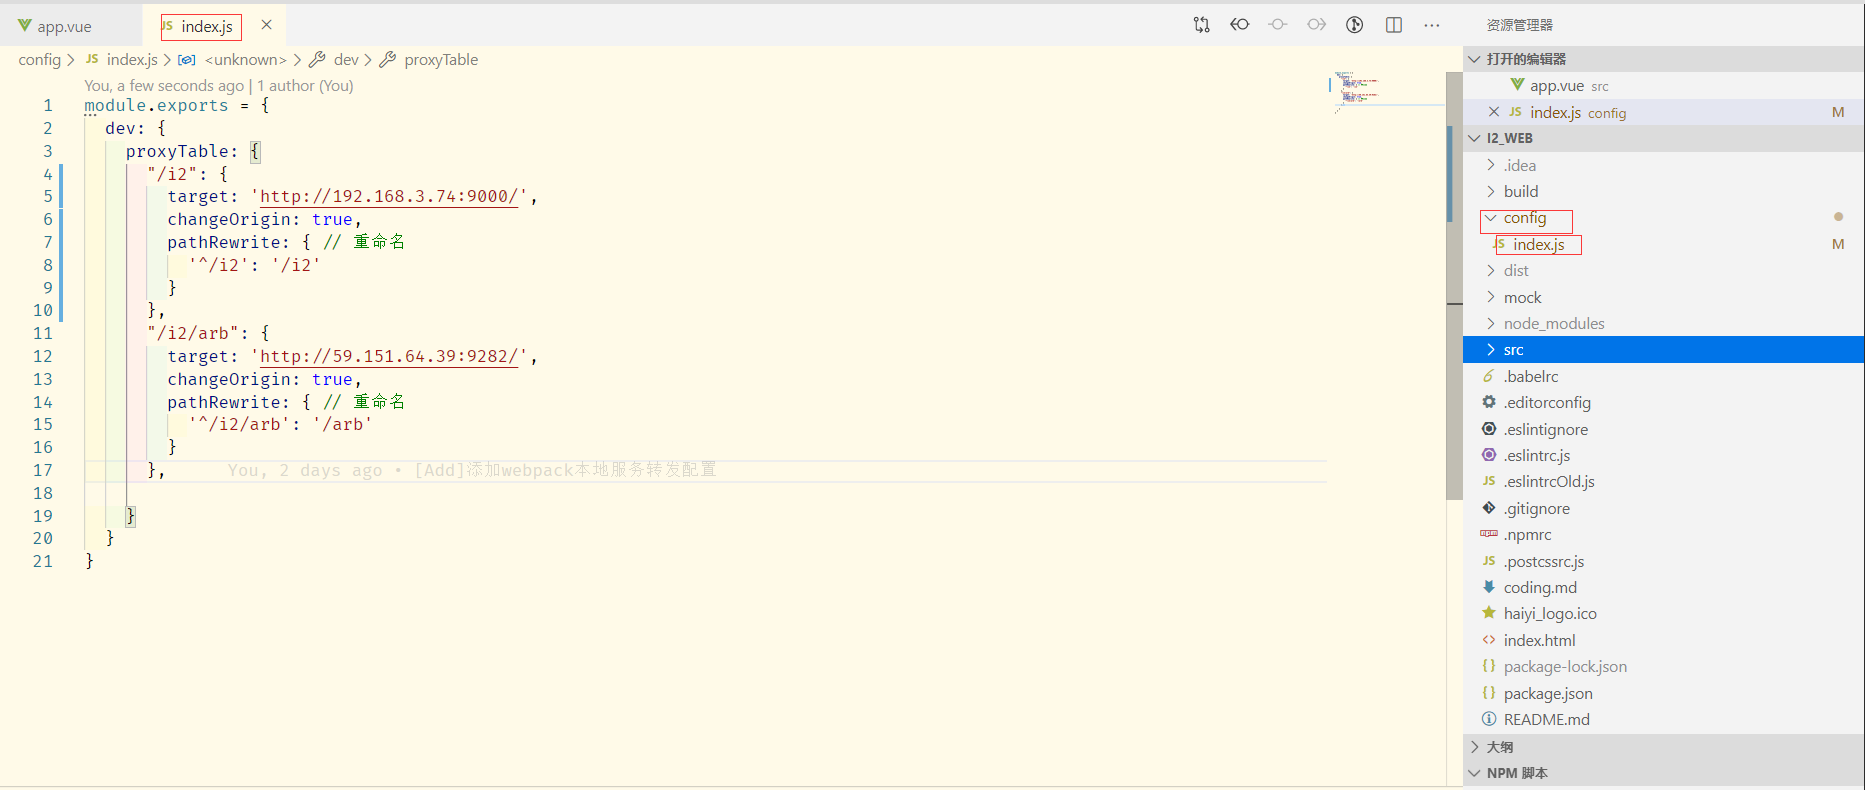 app.vue
JS index.js
资源管理器
config > JS index.js > <unknown> > dev > proxyTable
You, a few seconds ago | 1 author (You)
1 module.exports = {
2 dev: {
3 proxyTable: {
4 "/i2": {
5 target: 'http://192.168.3.74:9000/',
6 changeOrigin: true,
7 pathRewrite: { // 重命名
8 '^/i2': '/i2'
9 }
10 },
11 "/i2/arb": {
12 target: 'http://59.151.64.39:9282/',
13 changeOrigin: true,
14 pathRewrite: { // 重命名
15 '^/i2/arb': '/arb'
16 }
17 }, You, 2 days ago • [Add]添加webpack本地服务转发配置
18
19 }
20 }
21 }
打开的编辑器
app.vue src
JS index.js config M
I2_WEB
.idea
build
config
JS index.js M
dist
mock
node_modules
src
.babelrc
.editorconfig
.eslintignore
.eslintrc.js
JS .eslintrcOld.js
.gitignore
.npmrc
JS .postcssrc.js
coding.md
haiyi_logo.ico
<> index.html
{} package-lock.json
{} package.json
README.md
大纲
NPM 脚本